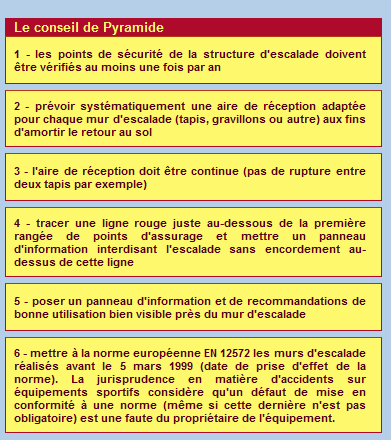 Le conseil de Pyramide
1 - les points de sécurité de la structure d'escalade doivent
être vérifiés au moins une fois par an
2 - prévoir systématiquement une aire de réception adaptée
pour chaque mur d'escalade (tapis, gravillons ou autre) aux fins
d'amortir le retour au sol
3 - l'aire de réception doit être continue (pas de rupture entre
deux tapis par exemple)
4 - tracer une ligne rouge juste au-dessous de la première
rangée de points d'assurage et mettre un panneau
d'information interdisant l'escalade sans encordement au-
dessus de cette ligne
5 - poser un panneau d'information et de recommandations de
bonne utilisation bien visible près du mur d'escalade
6 - mettre à la norme européenne EN 12572 les murs d'escalade
réalisés avant le 5 mars 1999 (date de prise d'effet de la
norme). La jurisprudence en matière d'accidents sur
équipements sportifs considère qu'un défaut de mise en
conformité à une norme (même si cette dernière n'est pas
obligatoire) est une faute du propriétaire de l'équipement.